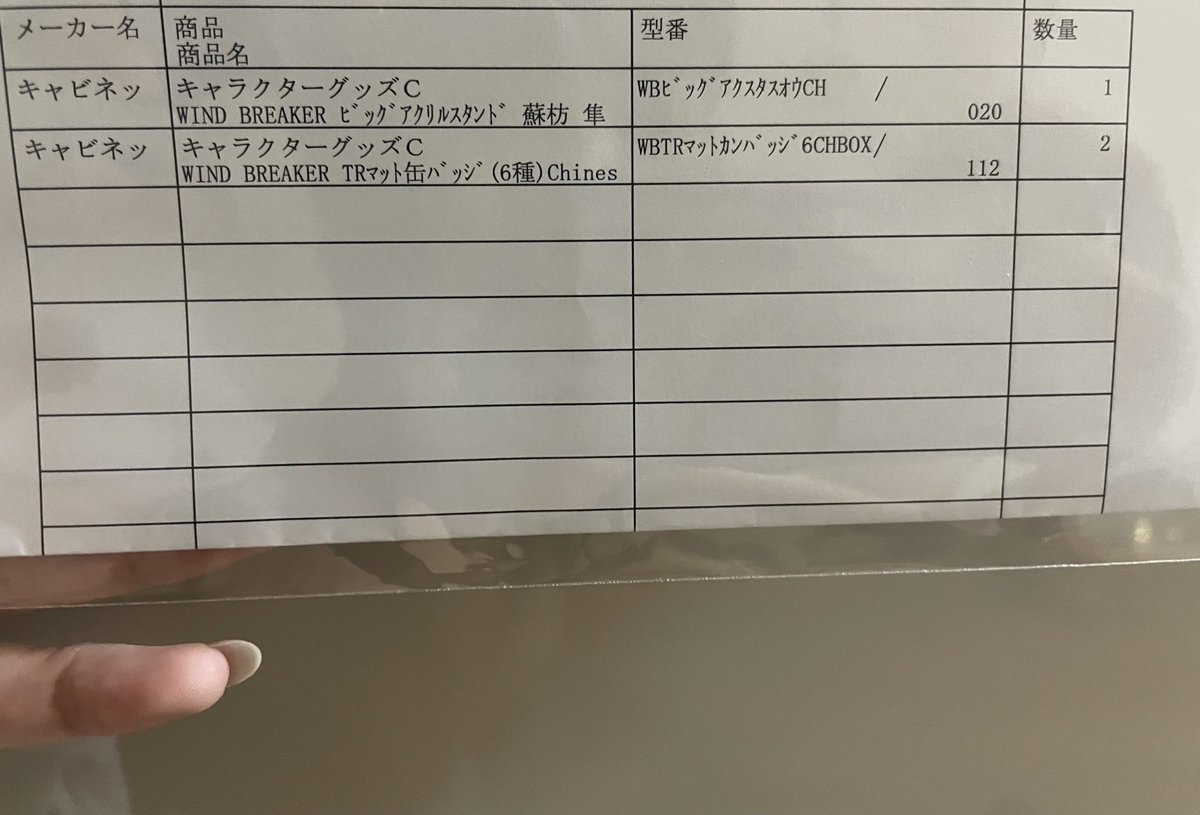 メーカー名
商品
商品名
型番
数量
キャビネッ
キャラクターグッズC
WIND BREAKER ﾋﾞｯｸﾞアクリルスタンﾄﾞ 蘇枋 隼
WBﾋﾞｯｸﾞアクスタスオウCH /
020
1
キャビネッ
キャラクターグッズC
WIND BREAKER TRマット缶ﾊﾞｯｼﾞ(6種)Chines
WBTRマットカンﾊﾞｯｼﾞ6CHBOX/
112
2